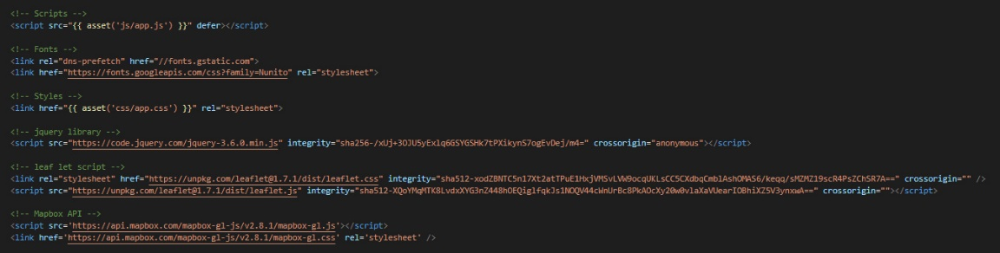 <!-- Scripts -->
<script src="{{ asset('js/app.js') }}" defer></script>
<!-- Fonts -->
<link rel="dns-prefetch" href="//fonts.gstatic.com">
<link href="https://fonts.googleapis.com/css?family=Nunito" rel="stylesheet">
<!-- Styles -->
<link href="{{ asset('css/app.css') }}" rel="stylesheet">
<!-- jquery library -->
<script src="https://code.jquery.com/jquery-3.6.0.min.js" integrity="sha256-/xUj+3OJU5yExlq6GSYGSHk7tPXikynS7ogEvDej/m4=" crossorigin="anonymous"></script>
<!-- leaf let script -->
<link rel="stylesheet" href="https://unpkg.com/leaflet@1.7.1/dist/leaflet.css" integrity="sha512-xodZBNTC5n17Xt2atTPuE1HxjVMSvLVW9ocqUKLsCC5CXdbqCmblAshOMAS6/keqq/sMZMZ19scR4PsZChSR7A==" crossorigin="" />
<script src="https://unpkg.com/leaflet@1.7.1/dist/leaflet.js" integrity="sha512-XQoYMqMTK8LvdxXYG3nZ448hOEQiglfqkJs1NOQV44cWnUrBc8PkAOcXy20w0vlaXaVUearIOBhiXZ5V3ynxwA==" crossorigin=""></script>
<!-- Mapbox API -->
<script src='https://api.mapbox.com/mapbox-gl-js/v2.8.1/mapbox-gl.js'></script>
<link href='https://api.mapbox.com/mapbox-gl-js/v2.8.1/mapbox-gl.css' rel='stylesheet' />